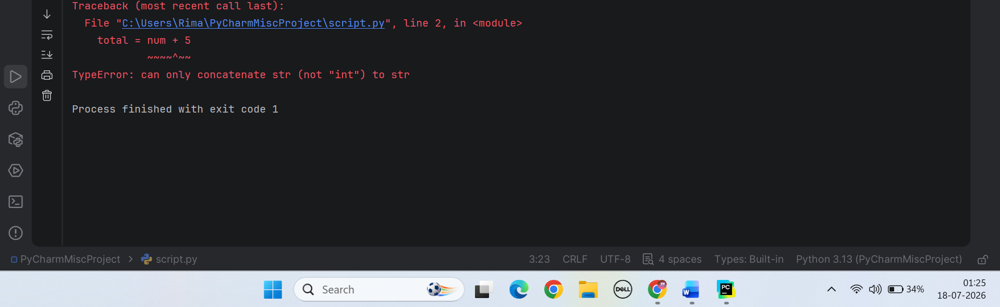 Traceback (most recent call last):
  File "C:\Users\Rima\PyCharmMiscProject\script.py", line 2, in <module>
    total = num + 5
            ~~~~^~~
TypeError: can only concatenate str (not "int") to str
Process finished with exit code 1
PyCharmMiscProject > script.py 3:23 CRLF UTF-8 4 spaces Types: Built-in Python 3.13 (PyCharmMiscProject)
Search DELL W PC 34% 01:25
18-07-2026